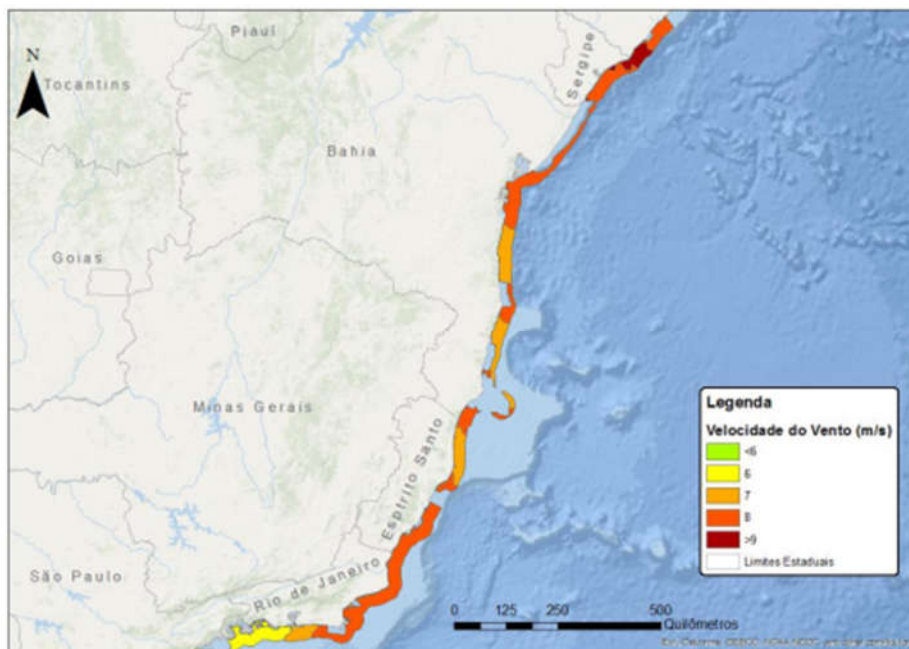 Piauí
N
Tocantins
Sergipe
Bahia
Goias
Minas Gerais
Espírito Santo
Rio de Janeiro
São Paulo
Legenda
Velocidade do Vento (m/s)
<6
6
7
8
>9
Limites Estaduais
0 125 250 500
Quilômetros